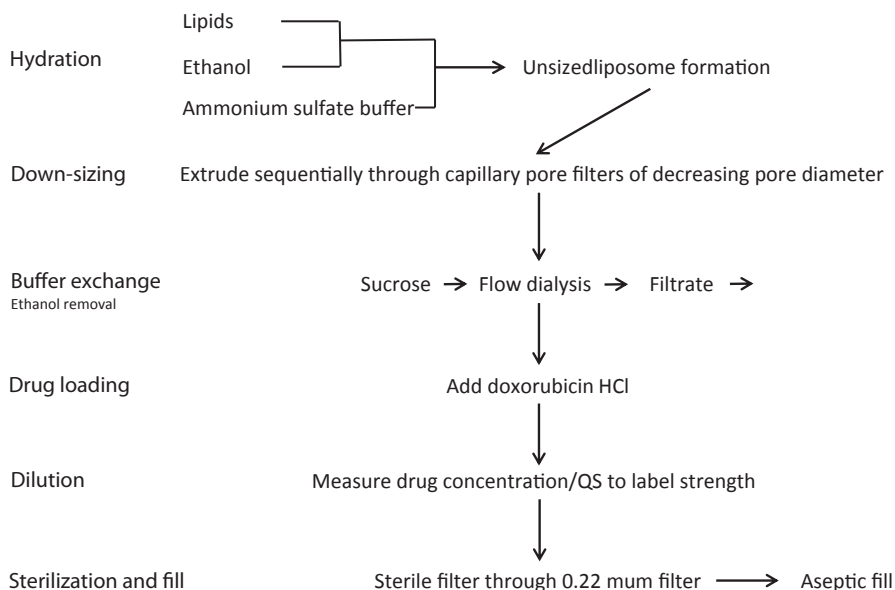 Lipids
Hydration
Ethanol
Unsizedliposome formation
Ammonium sulfate buffer
Down-sizing
Extrude sequentially through capillary pore filters of decreasing pore diameter
Buffer exchange
Ethanol removal
Sucrose
Flow dialysis
Filtrate
Drug loading
Add doxorubicin HCl
Dilution
Measure drug concentration/QS to label strength
Sterilization and fill
Sterile filter through 0.22 mum filter
Aseptic fill